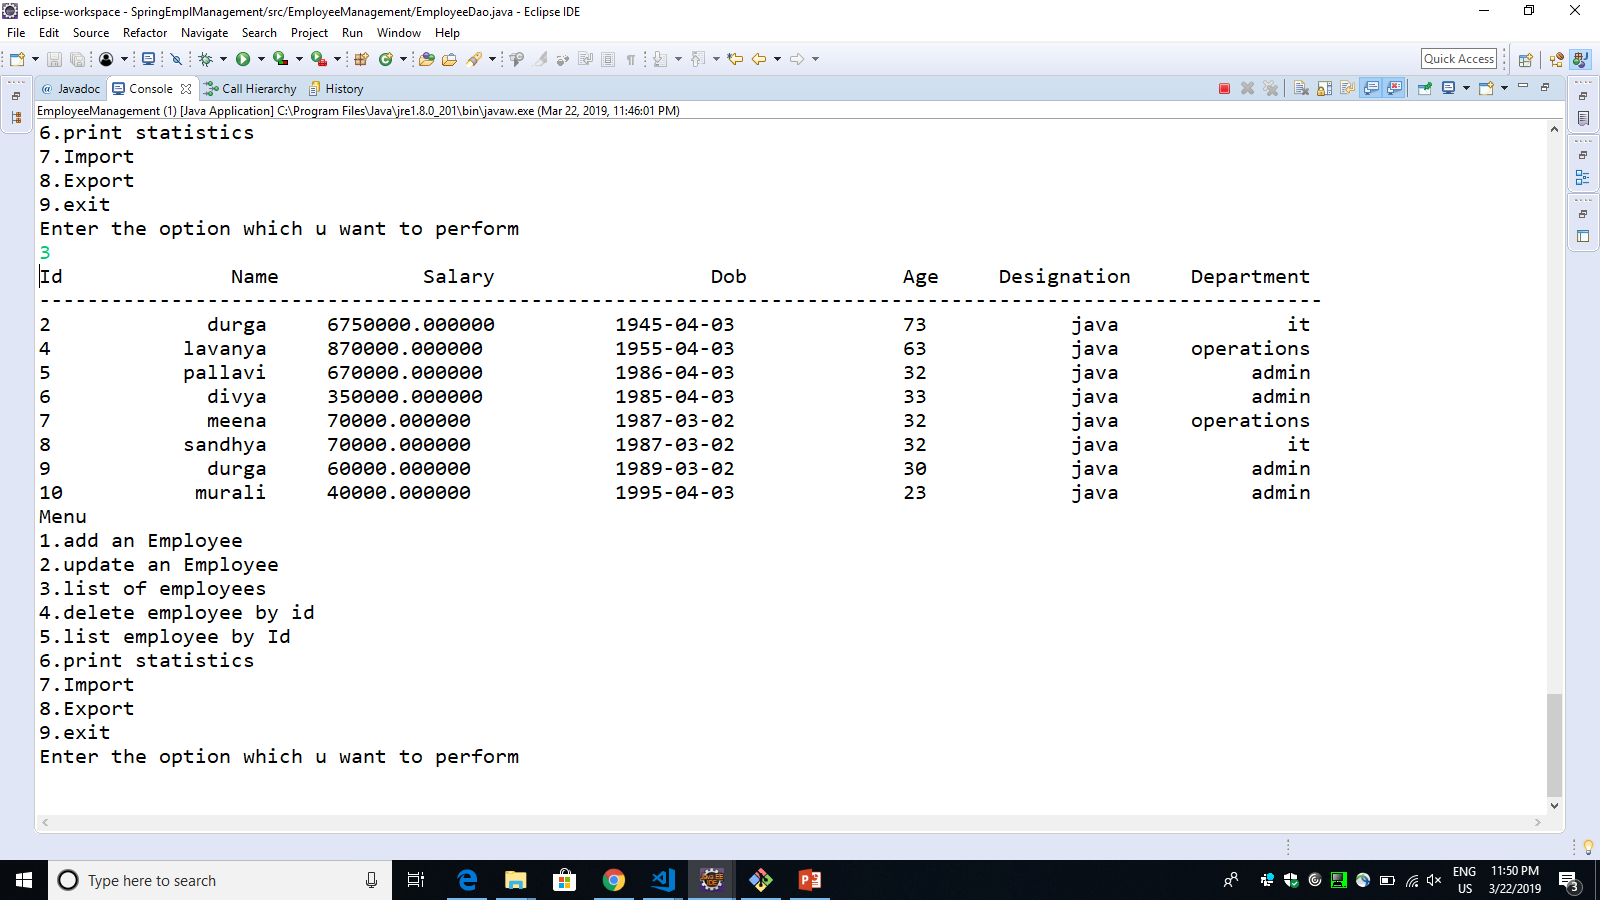 eclipse-workspace - SpringEmplManagement/src/EmployeeManagement/EmployeeDao.java - Eclipse IDE
File Edit Source Refactor Navigate Search Project Run Window Help
Quick Access
@ Javadoc Console Call Hierarchy History
EmployeeManagement (1) [Java Application] C:\Program Files\Java\jre1.8.0_201\bin\javaw.exe (Mar 22, 2019, 11:46:01 PM)
6.print statistics
7.Import
8.Export
9.exit
Enter the option which u want to perform
3
Id Name Salary Dob Age Designation Department
-----------------------------------------------------------------------------------------------------------
2 durga 6750000.000000 1945-04-03 73 java it
4 lavanya 870000.000000 1955-04-03 63 java operations
5 pallavi 670000.000000 1986-04-03 32 java admin
6 divya 350000.000000 1985-04-03 33 java admin
7 meena 70000.000000 1987-03-02 32 java operations
8 sandhya 70000.000000 1987-03-02 32 java it
9 durga 60000.000000 1989-03-02 30 java admin
10 murali 40000.000000 1995-04-03 23 java admin
Menu
1.add an Employee
2.update an Employee
3.list of employees
4.delete employee by id
5.list employee by Id
6.print statistics
7.Import
8.Export
9.exit
Enter the option which u want to perform
Type here to search
ENG 11:50 PM
US 3/22/2019 3